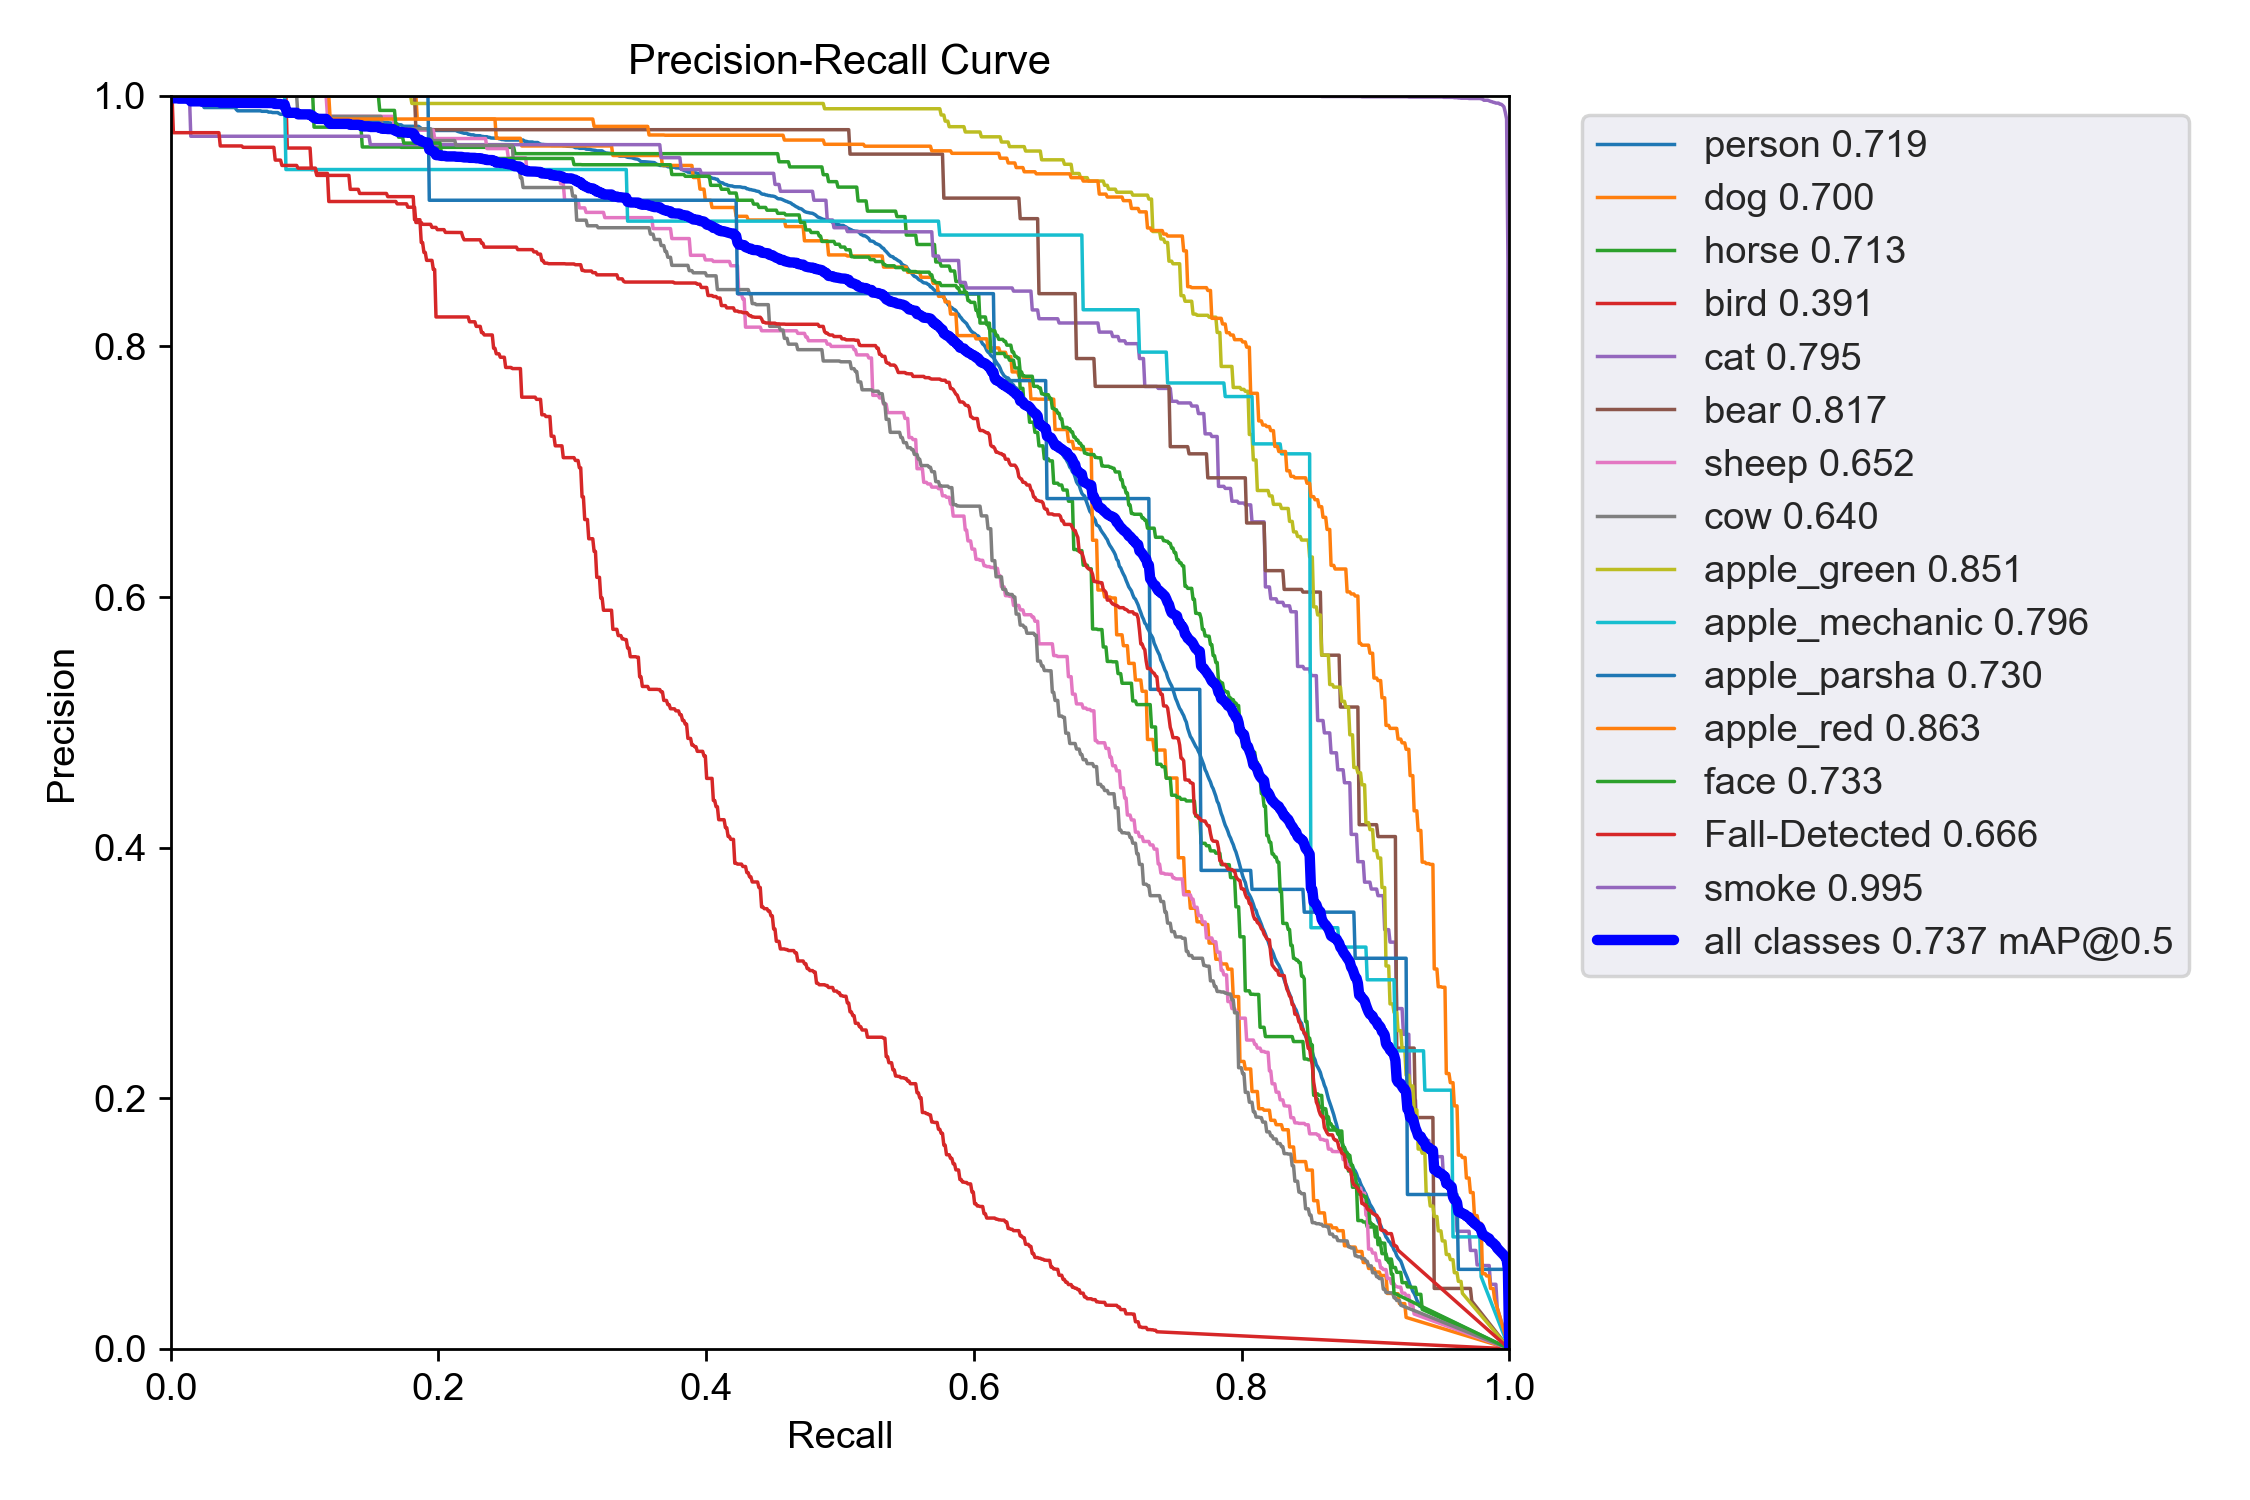 Precision-Recall Curve
1.0
0.8
0.6
0.4
0.2
0.0
Precision
0.0 0.2 0.4 0.6 0.8 1.0
Recall
person 0.719
dog 0.700
horse 0.713
bird 0.391
cat 0.795
bear 0.817
sheep 0.652
cow 0.640
apple_green 0.851
apple_mechanic 0.796
apple_parsha 0.730
apple_red 0.863
face 0.733
Fall-Detected 0.666
smoke 0.995
all classes 0.737 mAP@0.5